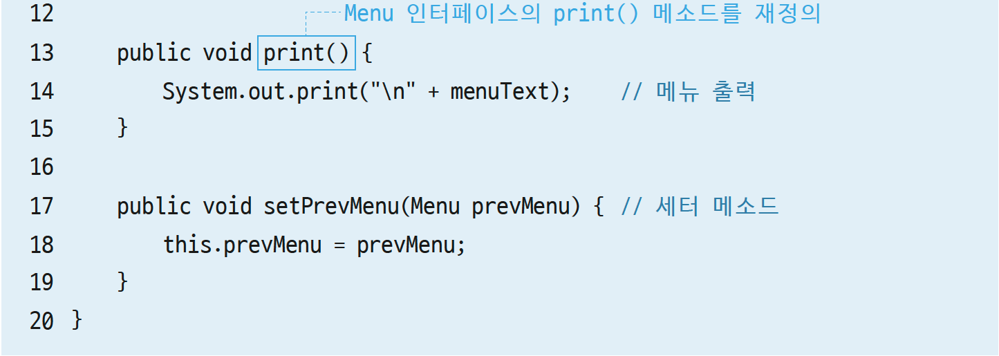 12 Menu 인터페이스의 print() 메소드를 재정의
13 public void print() {
14 System.out.print("\n" + menuText); // 메뉴 출력
15 }
16
17 public void setPrevMenu(Menu prevMenu) { // 세터 메소드
18 this.prevMenu = prevMenu;
19 }
20 }